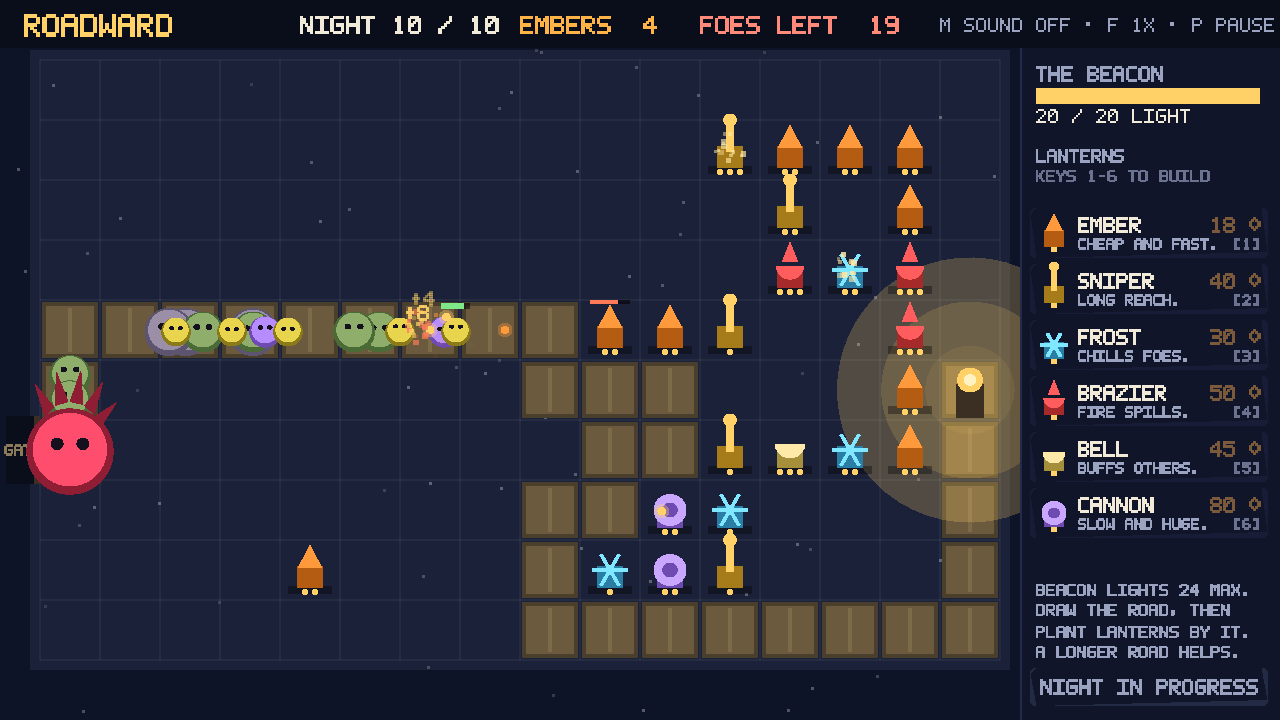 ROADWARD
NIGHT 10 / 10 EMBERS 4 FOES LEFT 19
M SOUND OFF · F 1X · P PAUSE
THE BEACON
20 / 20 LIGHT
LANTERNS
KEYS 1-6 TO BUILD
EMBER 18 ◊
CHEAP AND FAST. [1]
SNIPER 40 ◊
LONG REACH. [2]
FROST 30 ◊
CHILLS FOES. [3]
BRAZIER 50 ◊
FIRE SPILLS. [4]
BELL 45 ◊
BUFFS OTHERS. [5]
CANNON 80 ◊
SLOW AND HUGE. [6]
+4
+8
BEACON LIGHTS 24 MAX.
DRAW THE ROAD, THEN
PLANT LANTERNS BY IT.
A LONGER ROAD HELPS.
NIGHT IN PROGRESS